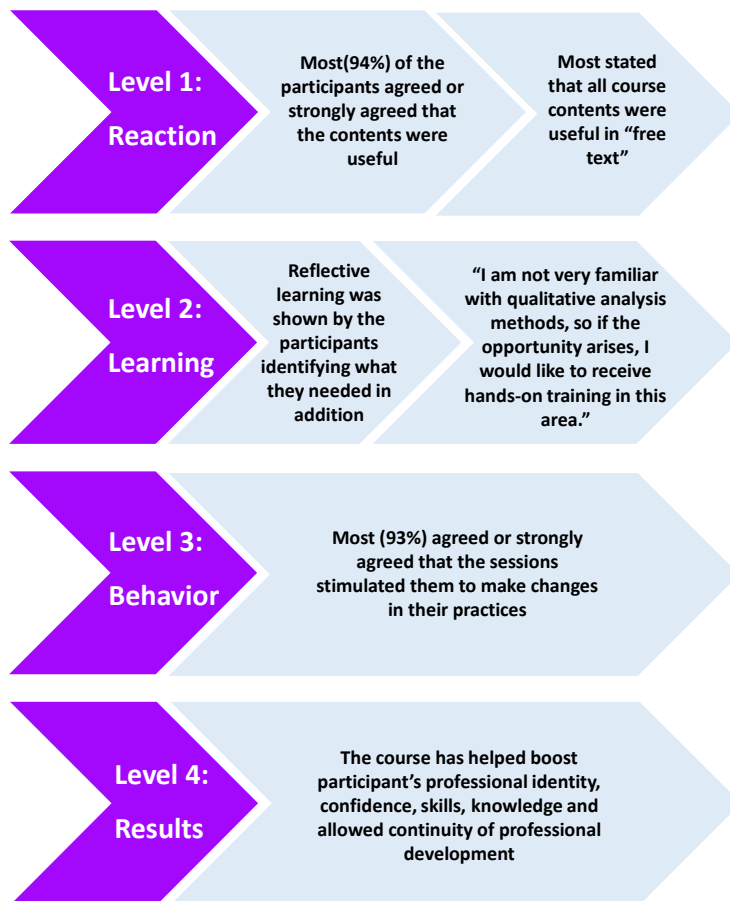 Level 1:
Reaction
Most(94%) of the
participants agreed or
strongly agreed that
the contents were
useful
Most stated
that all course
contents were
useful in “free
text”
Level 2:
Learning
Reflective
learning was
shown by the
participants
identifying what
they needed in
addition
“I am not very familiar
with qualitative analysis
methods, so if the
opportunity arises, I
would like to receive
hands-on training in this
area.”
Level 3:
Behavior
Most (93%) agreed or strongly
agreed that the sessions
stimulated them to make changes
in their practices
Level 4:
Results
The course has helped boost
participant’s professional identity,
confidence, skills, knowledge and
allowed continuity of professional
development